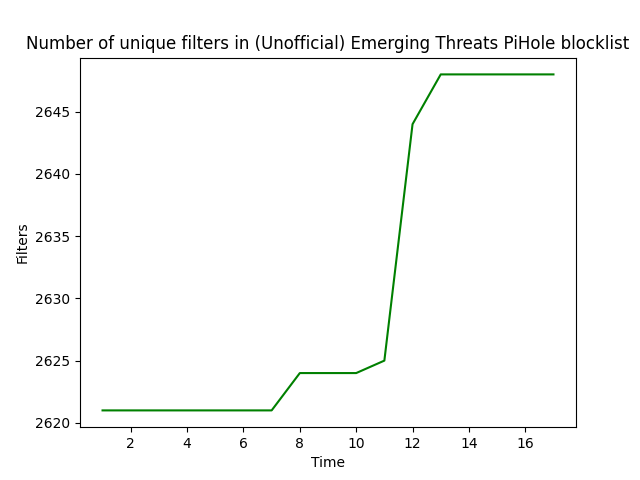 Number of unique filters in (Unofficial) Emerging Threats PiHole blocklist
2645
2640
2635
2630
2625
2620
Filters
2 4 6 8 10 12 14 16
Time